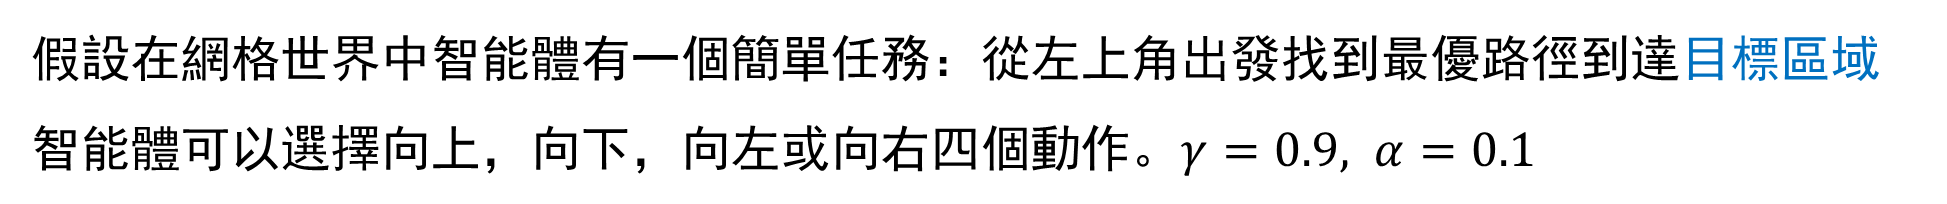 假設在網格世界中智能體有一個簡單任務：從左上角出發找到最優路徑到達目標區域
智能體可以選擇向上，向下，向左或向右四個動作。γ = 0.9, α = 0.1